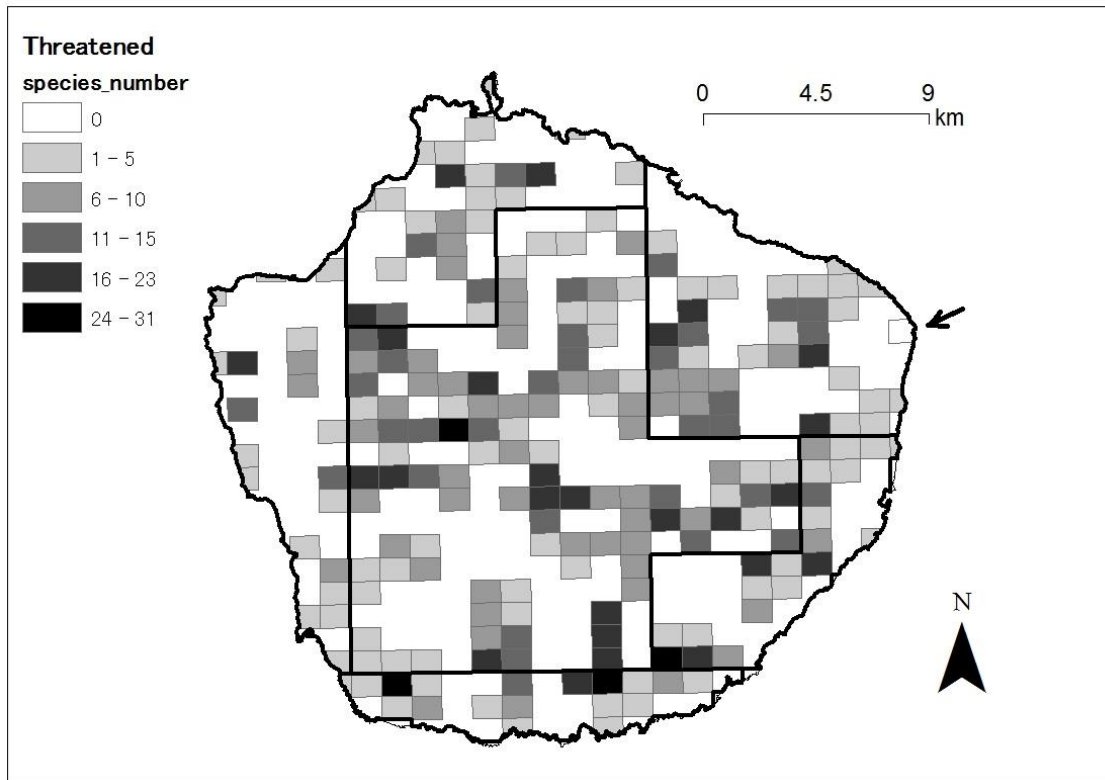 Threatened
species_number
0
1 - 5
6 - 10
11 - 15
16 - 23
24 - 31
0 4.5 9
km
N